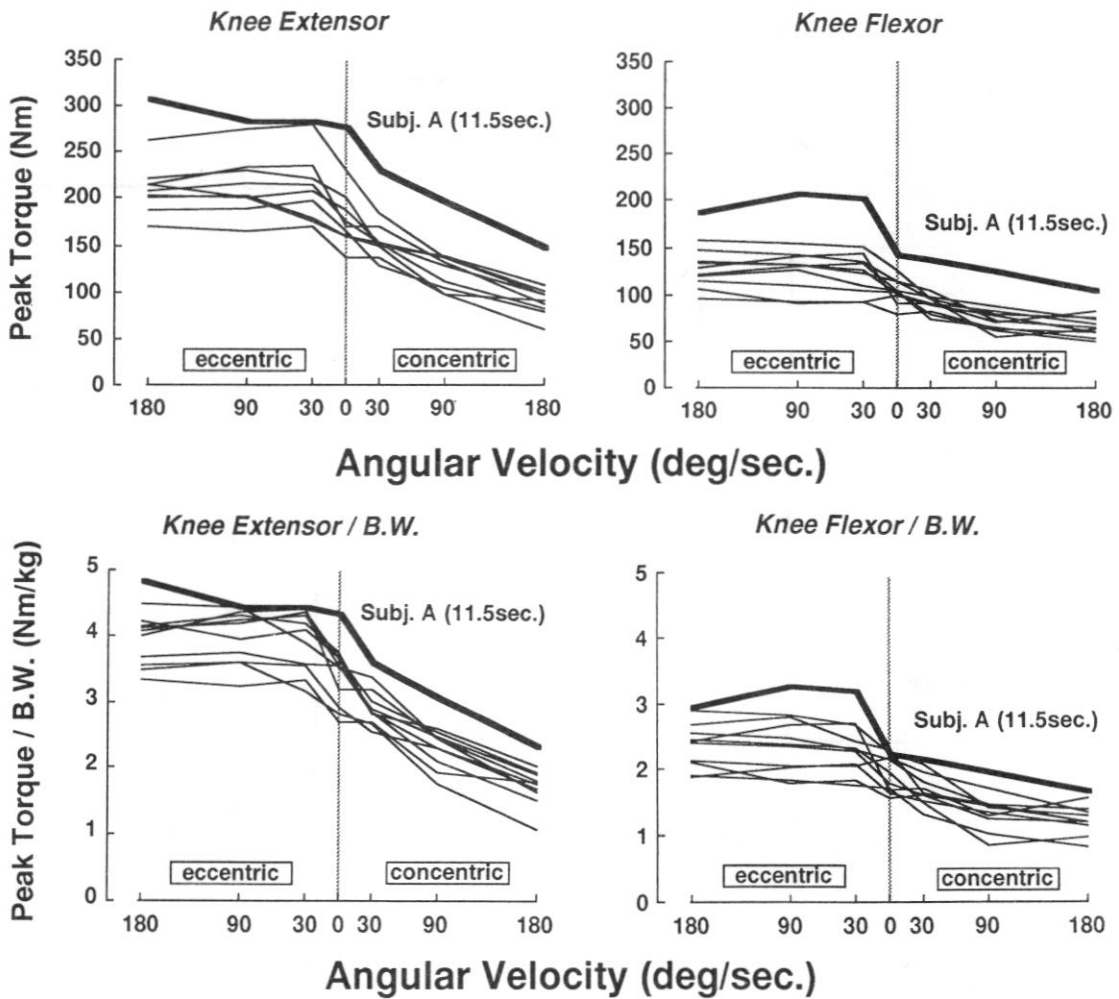 Knee Extensor
Knee Flexor
Peak Torque (Nm)
350
300
250
200
150
100
50
0
Subj. A (11.5sec.)
eccentric
concentric
180 90 30 0 30 90 180
350
300
250
200
150
100
50
0
Subj. A (11.5sec.)
eccentric
concentric
180 90 30 0 30 90 180
Angular Velocity (deg/sec.)
Knee Extensor / B.W.
Knee Flexor / B.W.
Peak Torque / B.W. (Nm/kg)
5
4
3
2
1
0
Subj. A (11.5sec.)
eccentric
concentric
180 90 30 0 30 90 180
5
4
3
2
1
0
Subj. A (11.5sec.)
eccentric
concentric
180 90 30 0 30 90 180
Angular Velocity (deg/sec.)